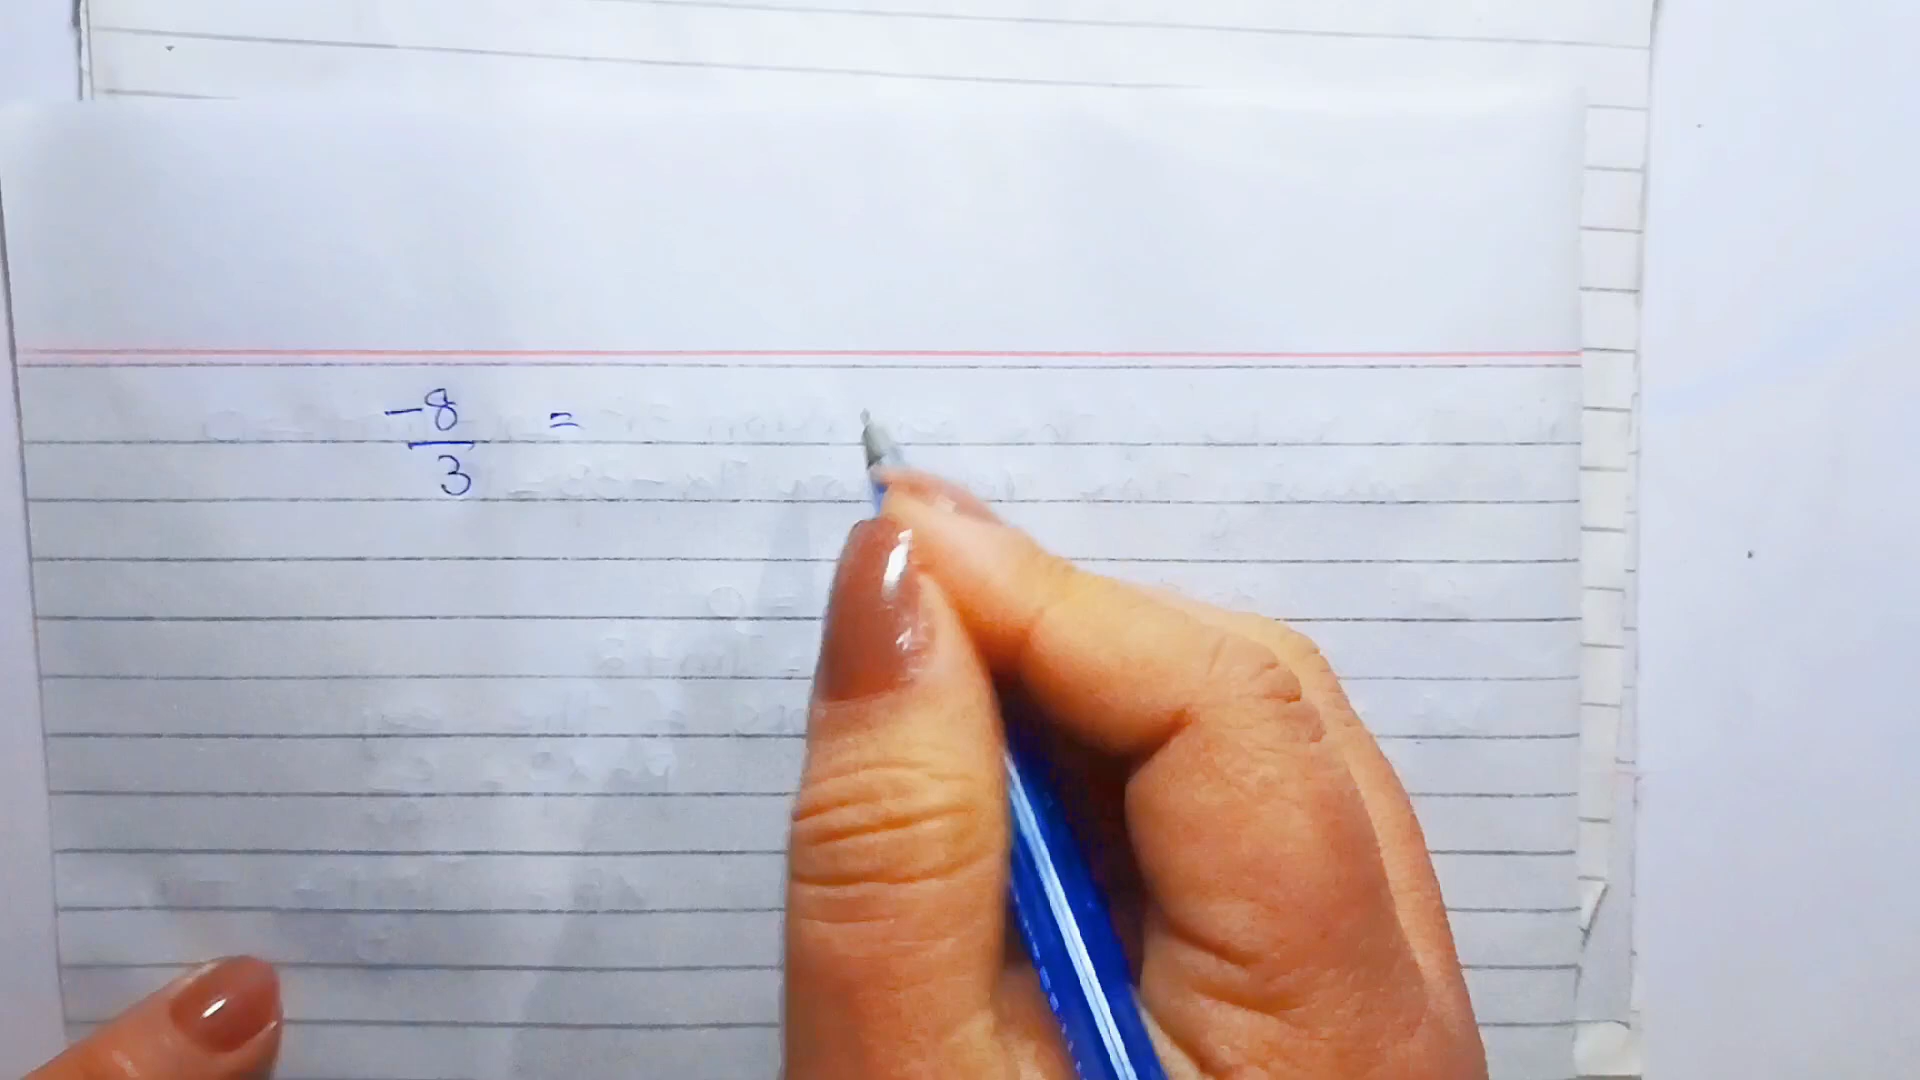 -8/3 =